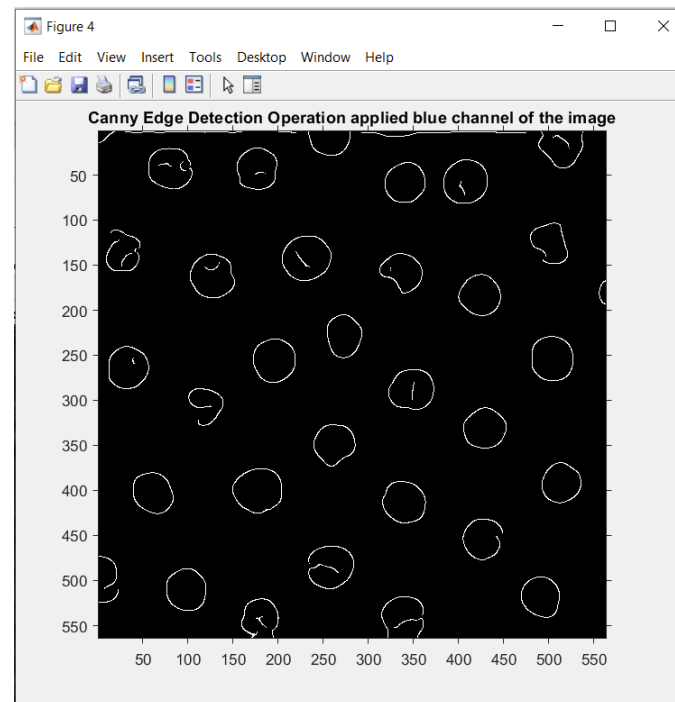 Figure 4
File Edit View Insert Tools Desktop Window Help
Canny Edge Detection Operation applied blue channel of the image
50
100
150
200
250
300
350
400
450
500
550
50 100 150 200 250 300 350 400 450 500 550